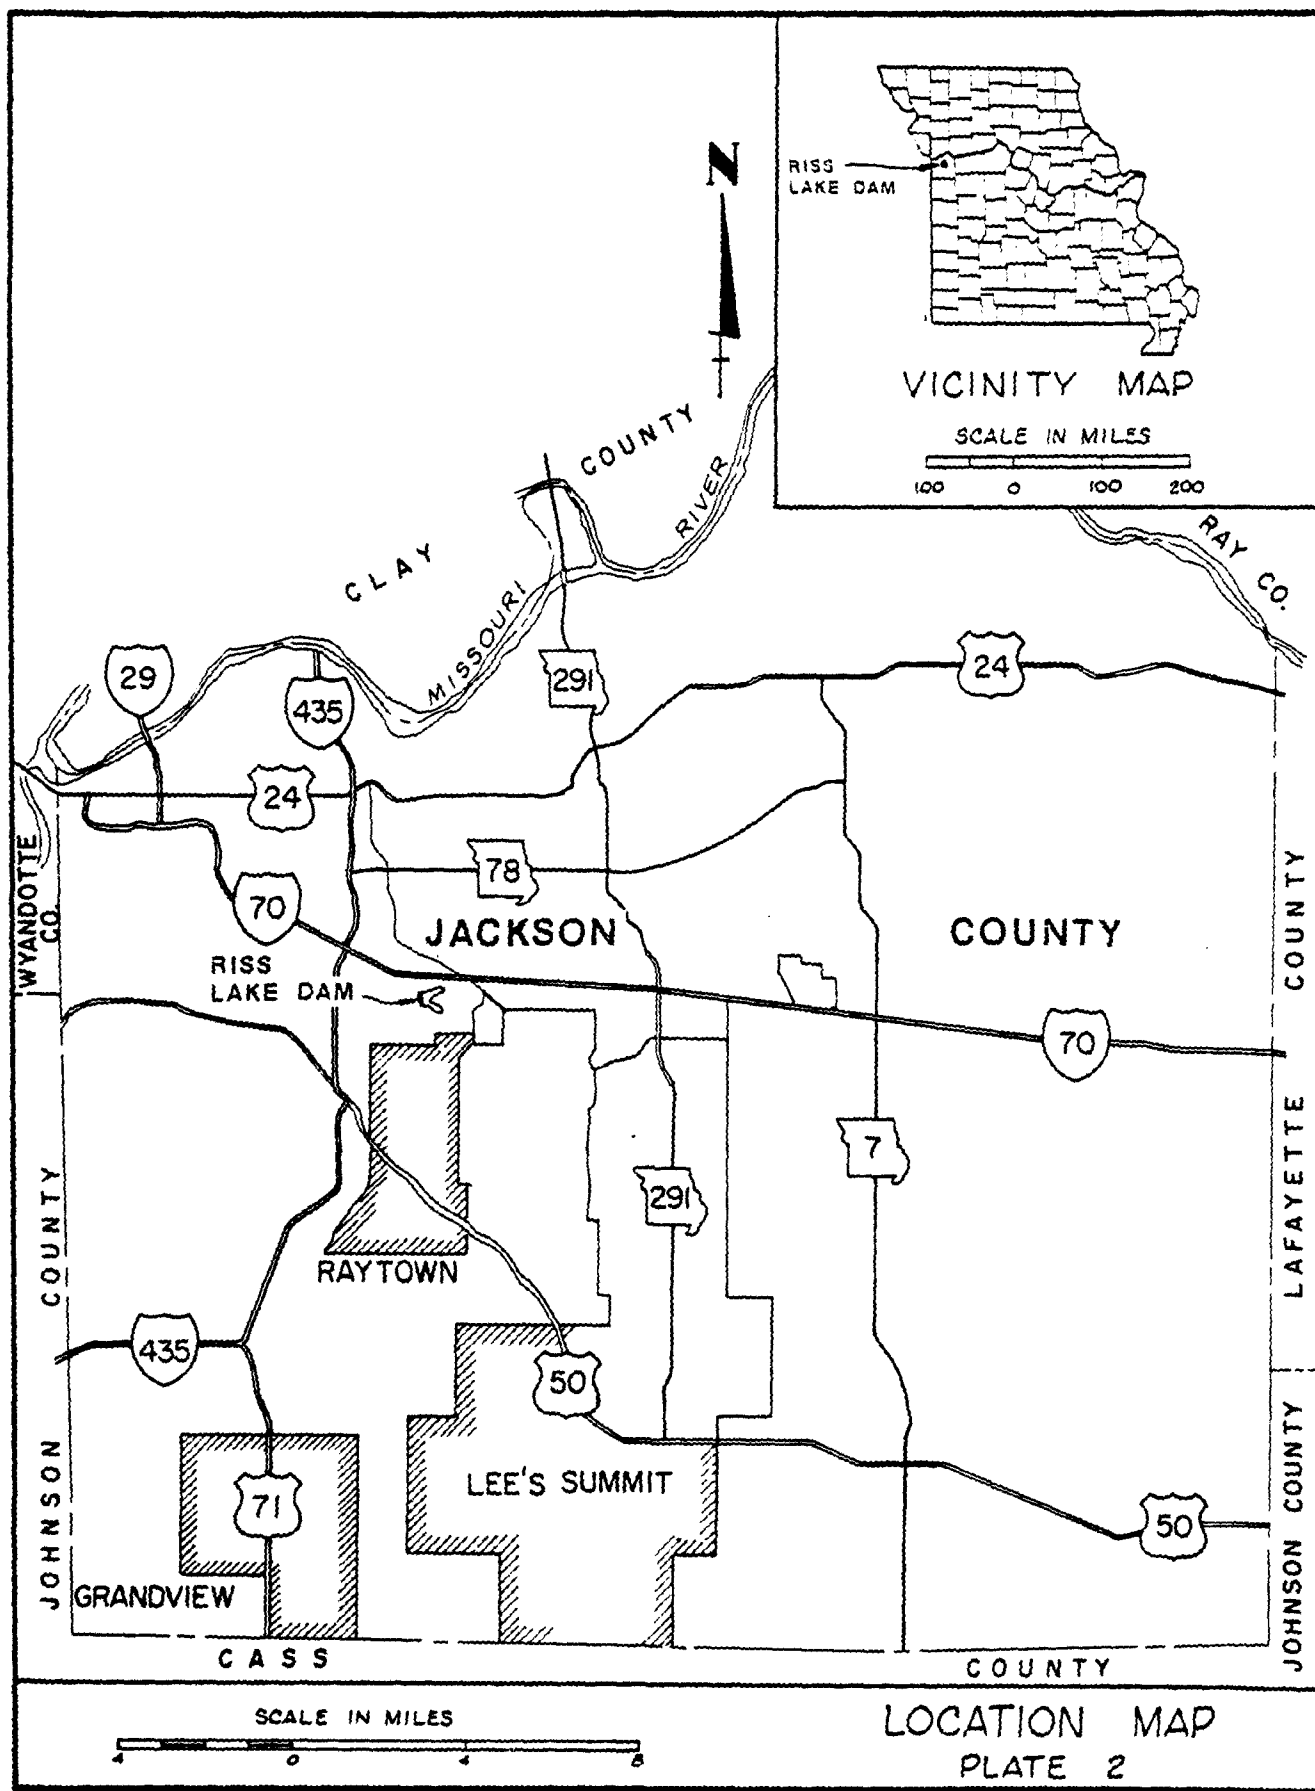 N
RISS
LAKE DAM
VICINITY MAP
SCALE IN MILES
100 0 100 200
CLAY COUNTY
MISSOURI RIVER
RAY CO.
29
435
291
24
24
78
70
WYANDOTTE
CO.
JACKSON COUNTY
RISS
LAKE DAM
70
7
291
RAYTOWN
JOHNSON COUNTY
LAFAYETTE COUNTY
435
50
LEE'S SUMMIT
71
50
GRANDVIEW
JOHNSON COUNTY
CASS COUNTY
SCALE IN MILES
4 0 4 8
LOCATION MAP
PLATE 2